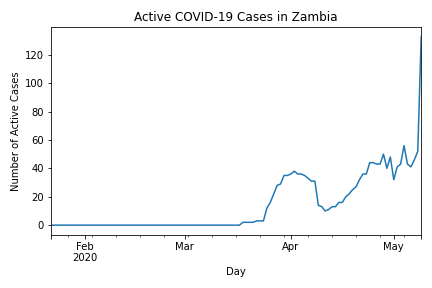 Active COVID-19 Cases in Zambia
Number of Active Cases
120
100
80
60
40
20
0
Feb
2020
Mar
Apr
May
Day